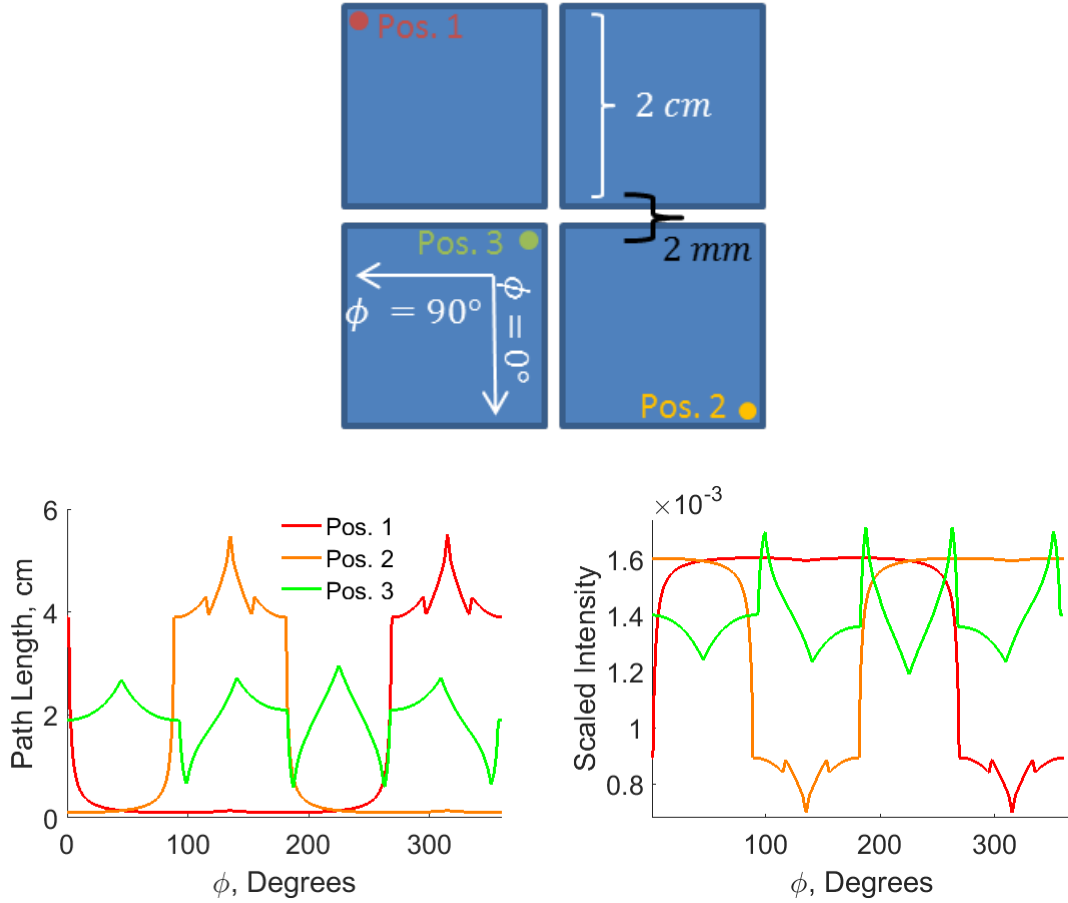 Pos. 1
2 cm
Pos. 3
2 mm
ϕ = 90°
ϕ = 0°
Pos. 2
6
4
2
0
Path Length, cm
Pos. 1
Pos. 2
Pos. 3
0
100
200
300
ϕ, Degrees
×10⁻³
1.6
1.4
1.2
1
0.8
Scaled Intensity
100
200
300
ϕ, Degrees